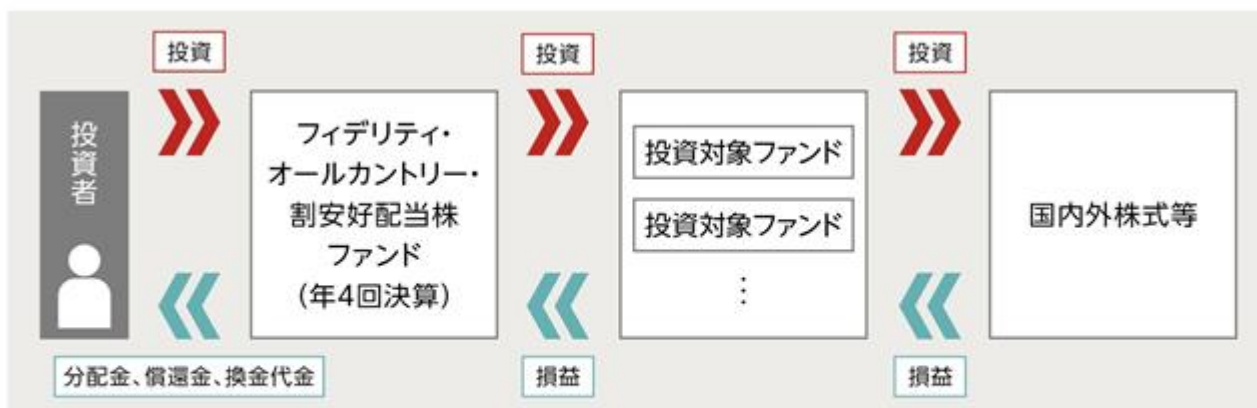 投資
投資
投資
投資者
フィデリティ・
オールカントリー・
割安好配当株
ファンド
（年4回決算）
投資対象ファンド
投資対象ファンド
⋮
国内外株式等
分配金、償還金、換金代金
損益
損益